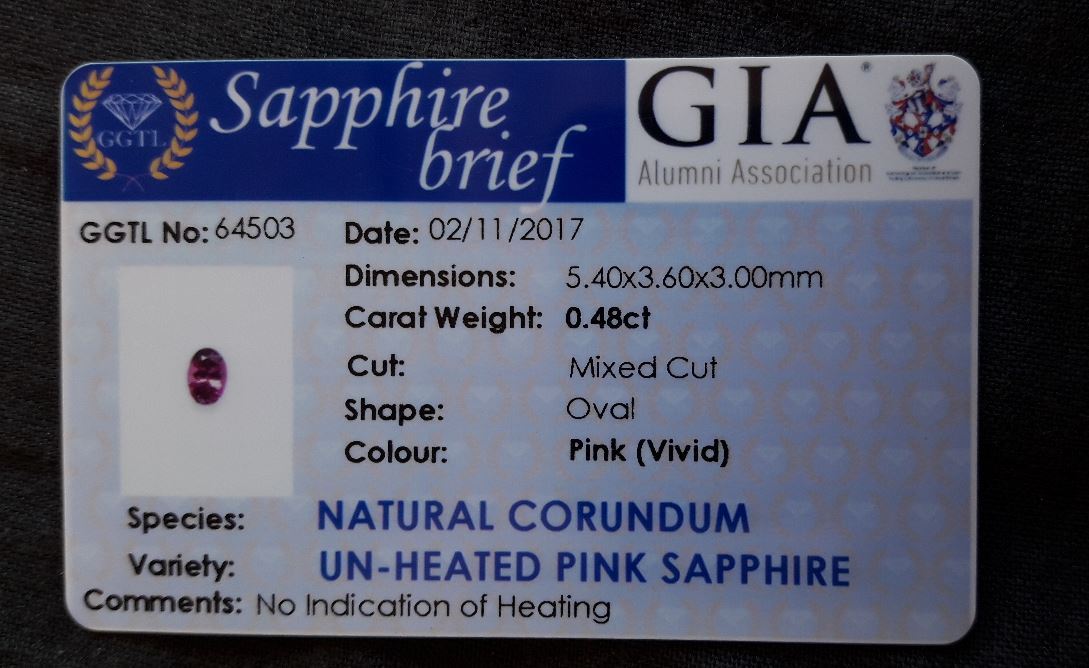 GGTL
Sapphire
brief
GIA®
Alumni Association
GGTL No: 64503
Date: 02/11/2017
Dimensions: 5.40x3.60x3.00mm
Carat Weight: 0.48ct
Cut: Mixed Cut
Shape: Oval
Colour: Pink (Vivid)
Species: NATURAL CORUNDUM
Variety: UN-HEATED PINK SAPPHIRE
Comments: No Indication of Heating